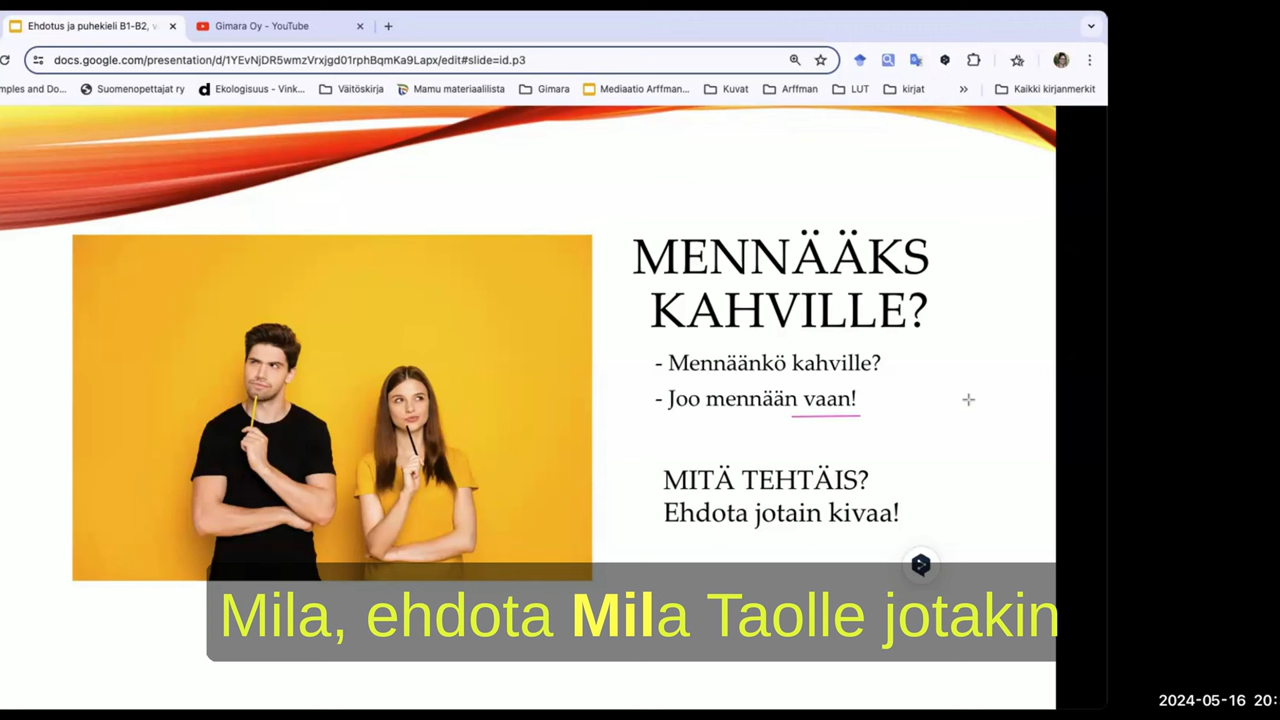 Ehdotus ja puhekieli B1-B2, v
Gimara Oy - YouTube
docs.google.com/presentation/d/1YEvNjDR5wmzVrxjgd01rphBqmKa9Lapx/edit#slide=id.p3
mples and Do... Suomenopettajat ry Ekologisuus - Vink... Väitöskirja Mamu materiaalilista Gimara Mediaatio Arffman... Kuvat Arffman LUT kirjat » Kaikki kirjanmerkit
MENNÄÄKS
KAHVILLE?
- Mennäänkö kahville?
- Joo mennään vaan!
MITÄ TEHTÄIS?
Ehdota jotain kivaa!
Mila, ehdota Mila Taolle jotakin
2024-05-16 20: